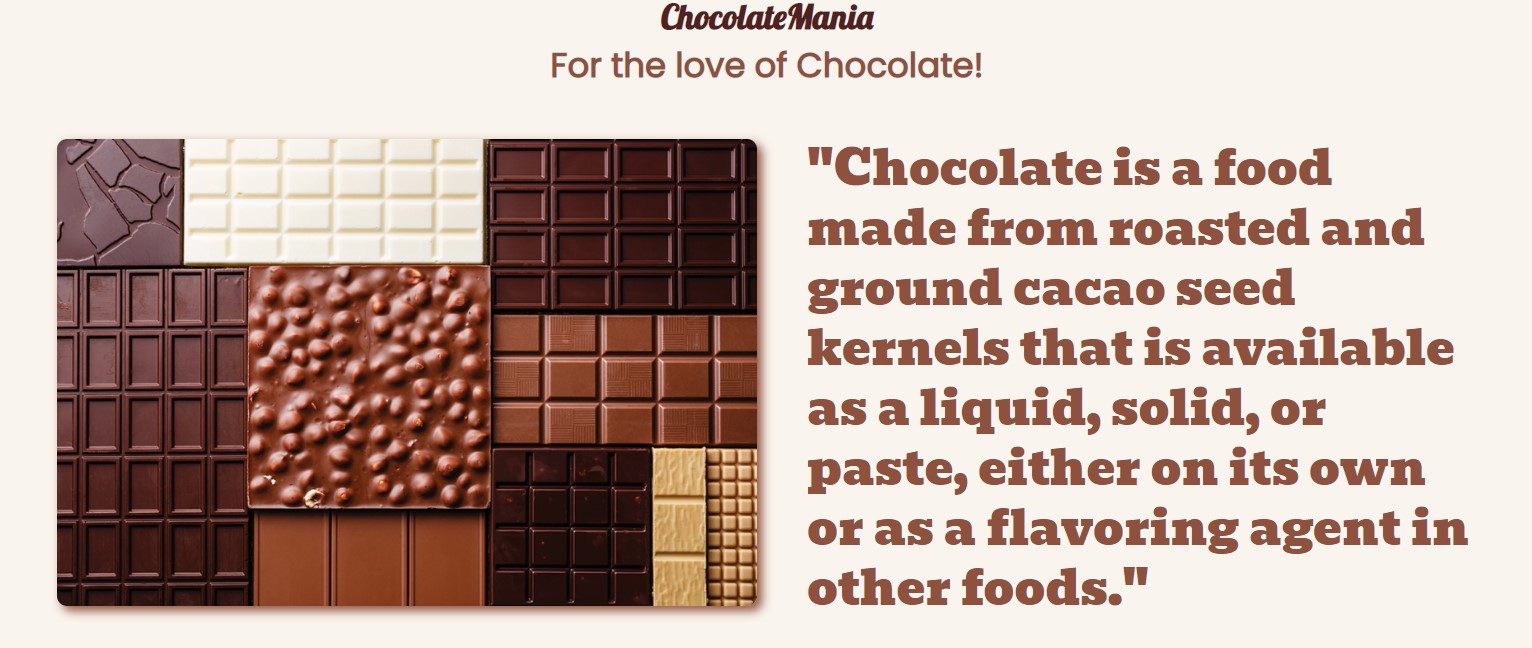 ChocolateMania
For the love of Chocolate!
"Chocolate is a food
made from roasted and
ground cacao seed
kernels that is available
as a liquid, solid, or
paste, either on its own
or as a flavoring agent in
other foods."